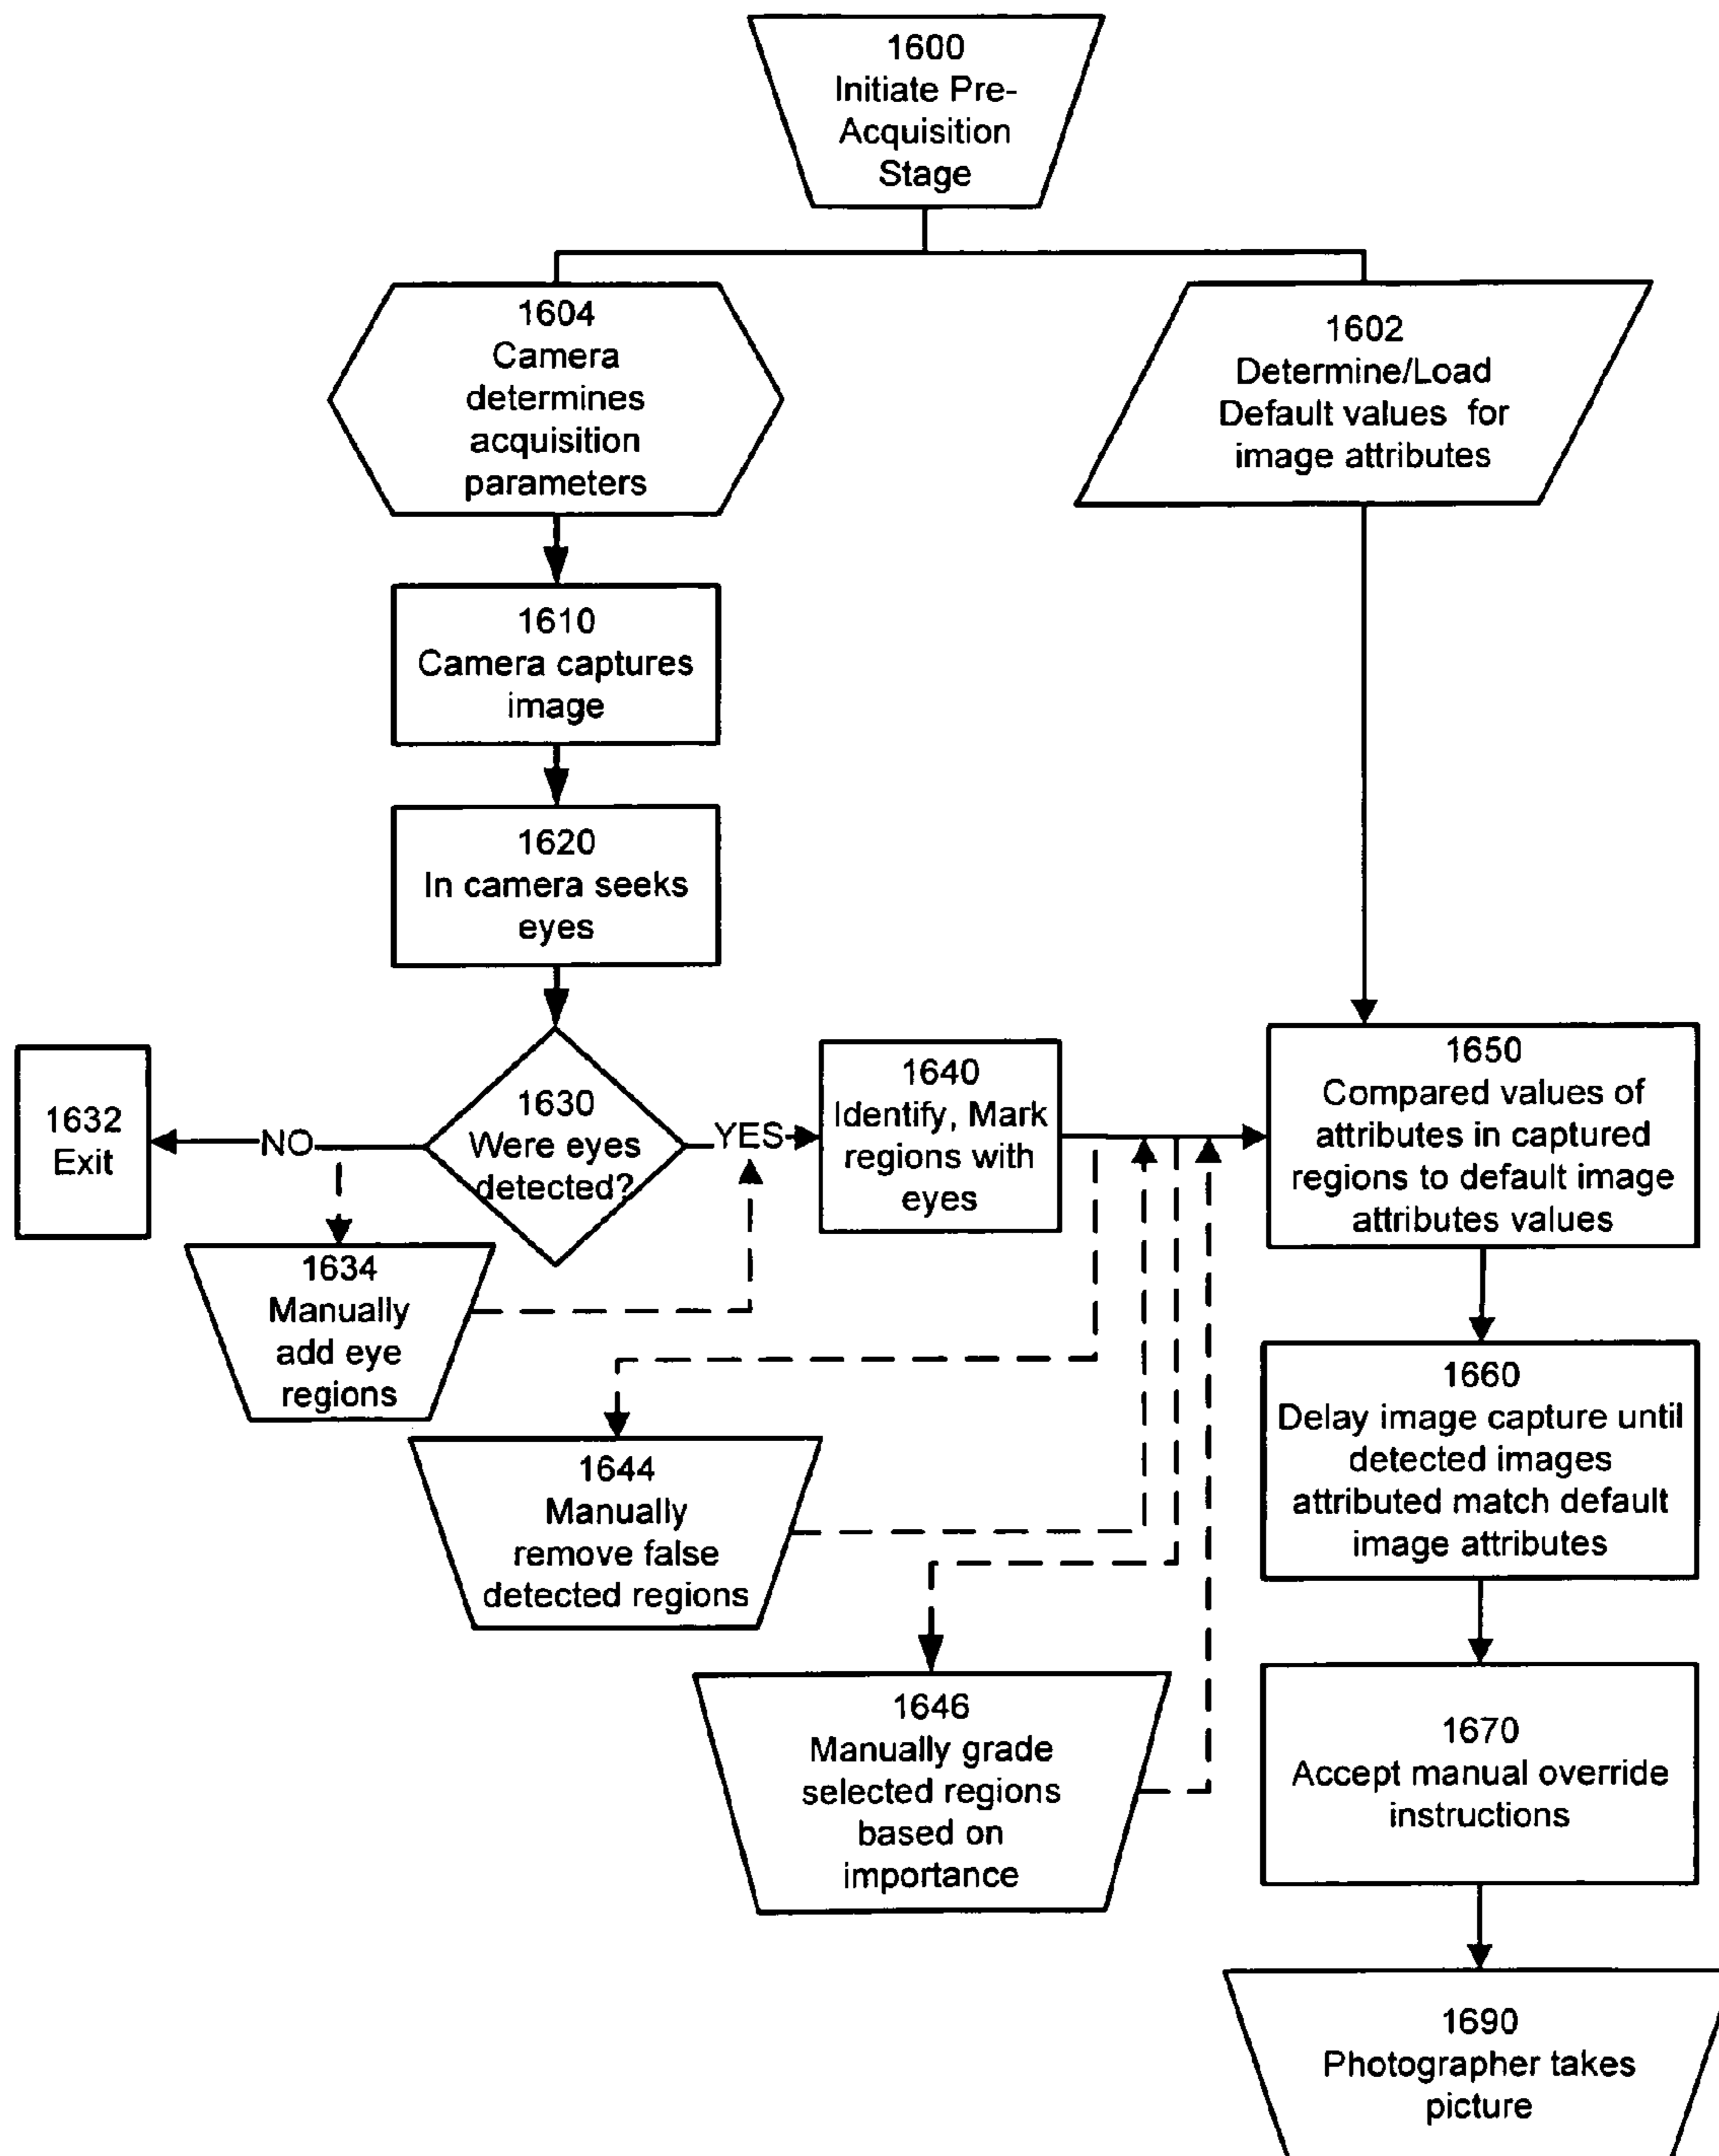 1600
Initiate Pre-
Acquisition
Stage
1604
Camera
determines
acquisition
parameters
1602
Determine/Load
Default values for
image attributes
1610
Camera captures
image
1620
In camera seeks
eyes
1632
Exit
NO
1630
Were eyes
detected?
YES
1640
Identify, Mark
regions with
eyes
1650
Compared values of
attributes in captured
regions to default image
attributes values
1634
Manually
add eye
regions
1644
Manually
remove false
detected regions
1660
Delay image capture until
detected images
attributed match default
image attributes
1646
Manually grade
selected regions
based on
importance
1670
Accept manual override
instructions
1690
Photographer takes
picture